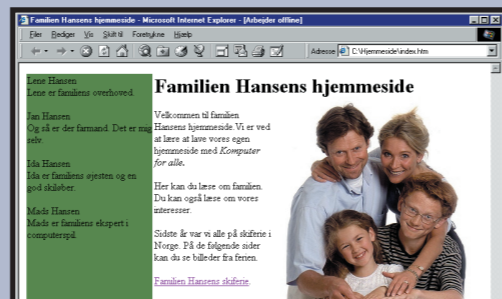 Familien Hansens hjemmeside - Microsoft Internet Explorer - [Arbejder offline]
Filer Rediger Vis Skift til Foretrukne Hjælp
Adresse C:\Hjemmeside\index.htm
Lene Hansen
Lene er familiens overhoved.
Jan Hansen
Og så er der farmand. Det er mig
selv.
Ida Hansen
Ida er familiens øjesten og en
god skiløber.
Mads Hansen
Mads er familiens ekspert i
computerspil.
Familien Hansens hjemmeside
Velkommen til familien
Hansens hjemmeside. Vi er ved
at lære at lave vores egen
hjemmeside med Komputer
for alle.
Her kan du læse om familien.
Du kan også læse om vores
interesser.
Sidste år var vi alle på skiferie i
Norge. På de følgende sider
kan du se billeder fra ferien.
Familien Hansens skiferie.